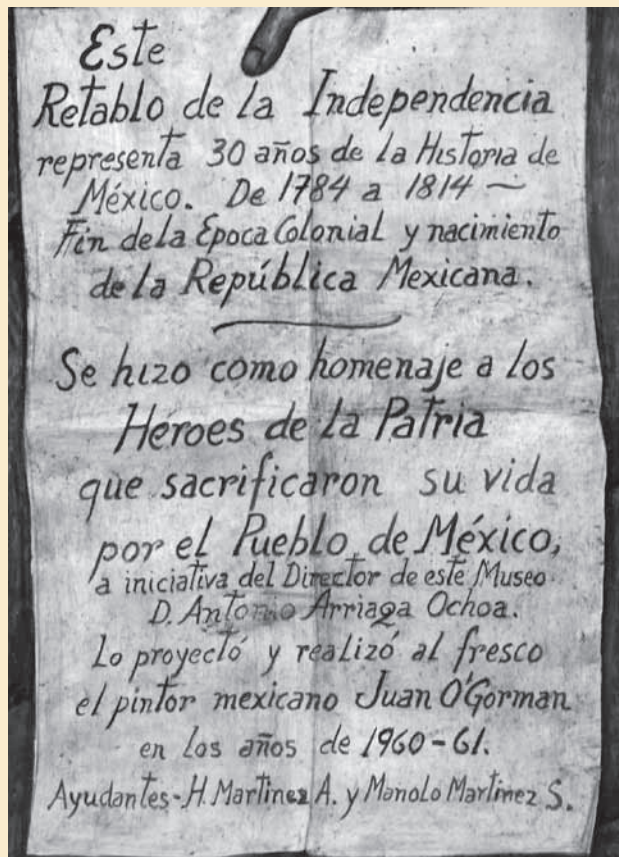 Este
Retablo de la Independencia
representa 30 años de la Historia de
México. De 1784 a 1814 ~
Fin de la Epoca Colonial y nacimiento
de la República Mexicana.
Se hizo como homenaje a los
Heroes de la Patria
que sacrificaron su vida
por el Pueblo de México,
a iniciativa del Director de este Museo
D. Antonio Arriaga Ochoa.
Lo proyectó y realizó al fresco
el pintor mexicano Juan O'Gorman
en los años de 1960-61.
Ayudantes-H. Martinez A. y Manolo Martinez S.